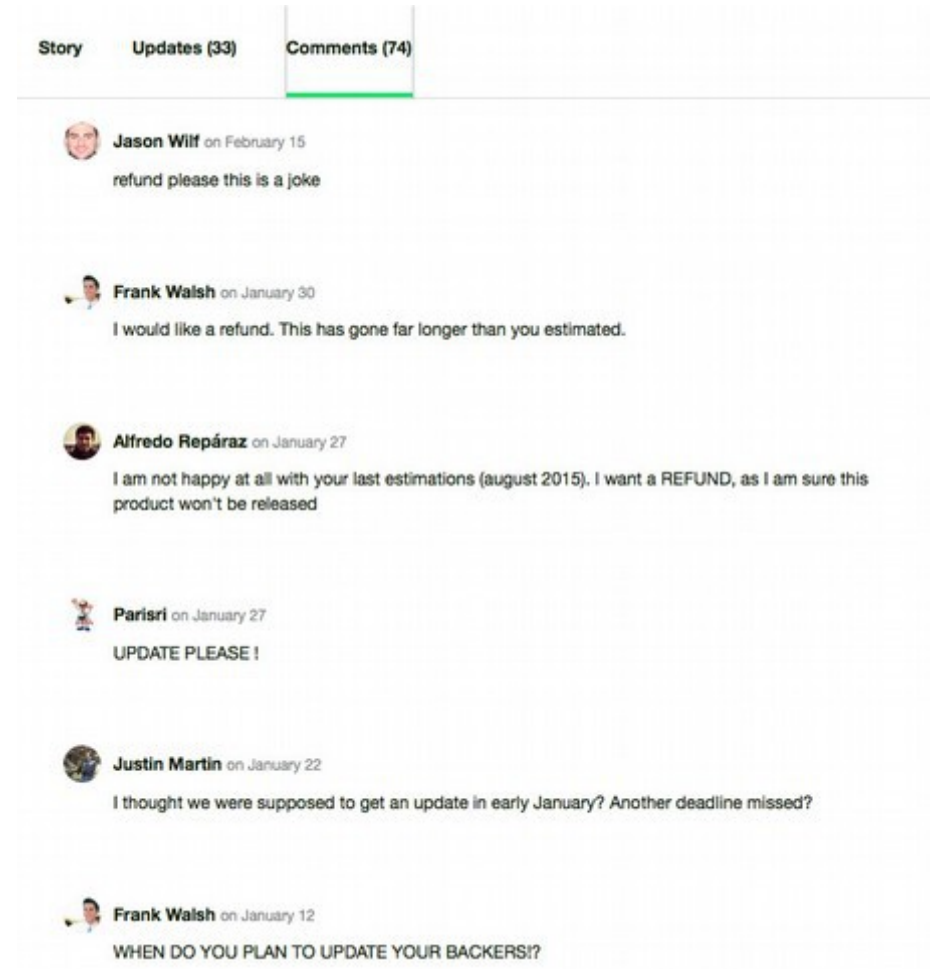 Story Updates (33) Comments (74)
Jason Wilf on February 15
refund please this is a joke
Frank Walsh on January 30
I would like a refund. This has gone far longer than you estimated.
Alfredo Repáraz on January 27
I am not happy at all with your last estimations (august 2015). I want a REFUND, as I am sure this
product won't be released
Parisri on January 27
UPDATE PLEASE !
Justin Martin on January 22
I thought we were supposed to get an update in early January? Another deadline missed?
Frank Walsh on January 12
WHEN DO YOU PLAN TO UPDATE YOUR BACKERS!?